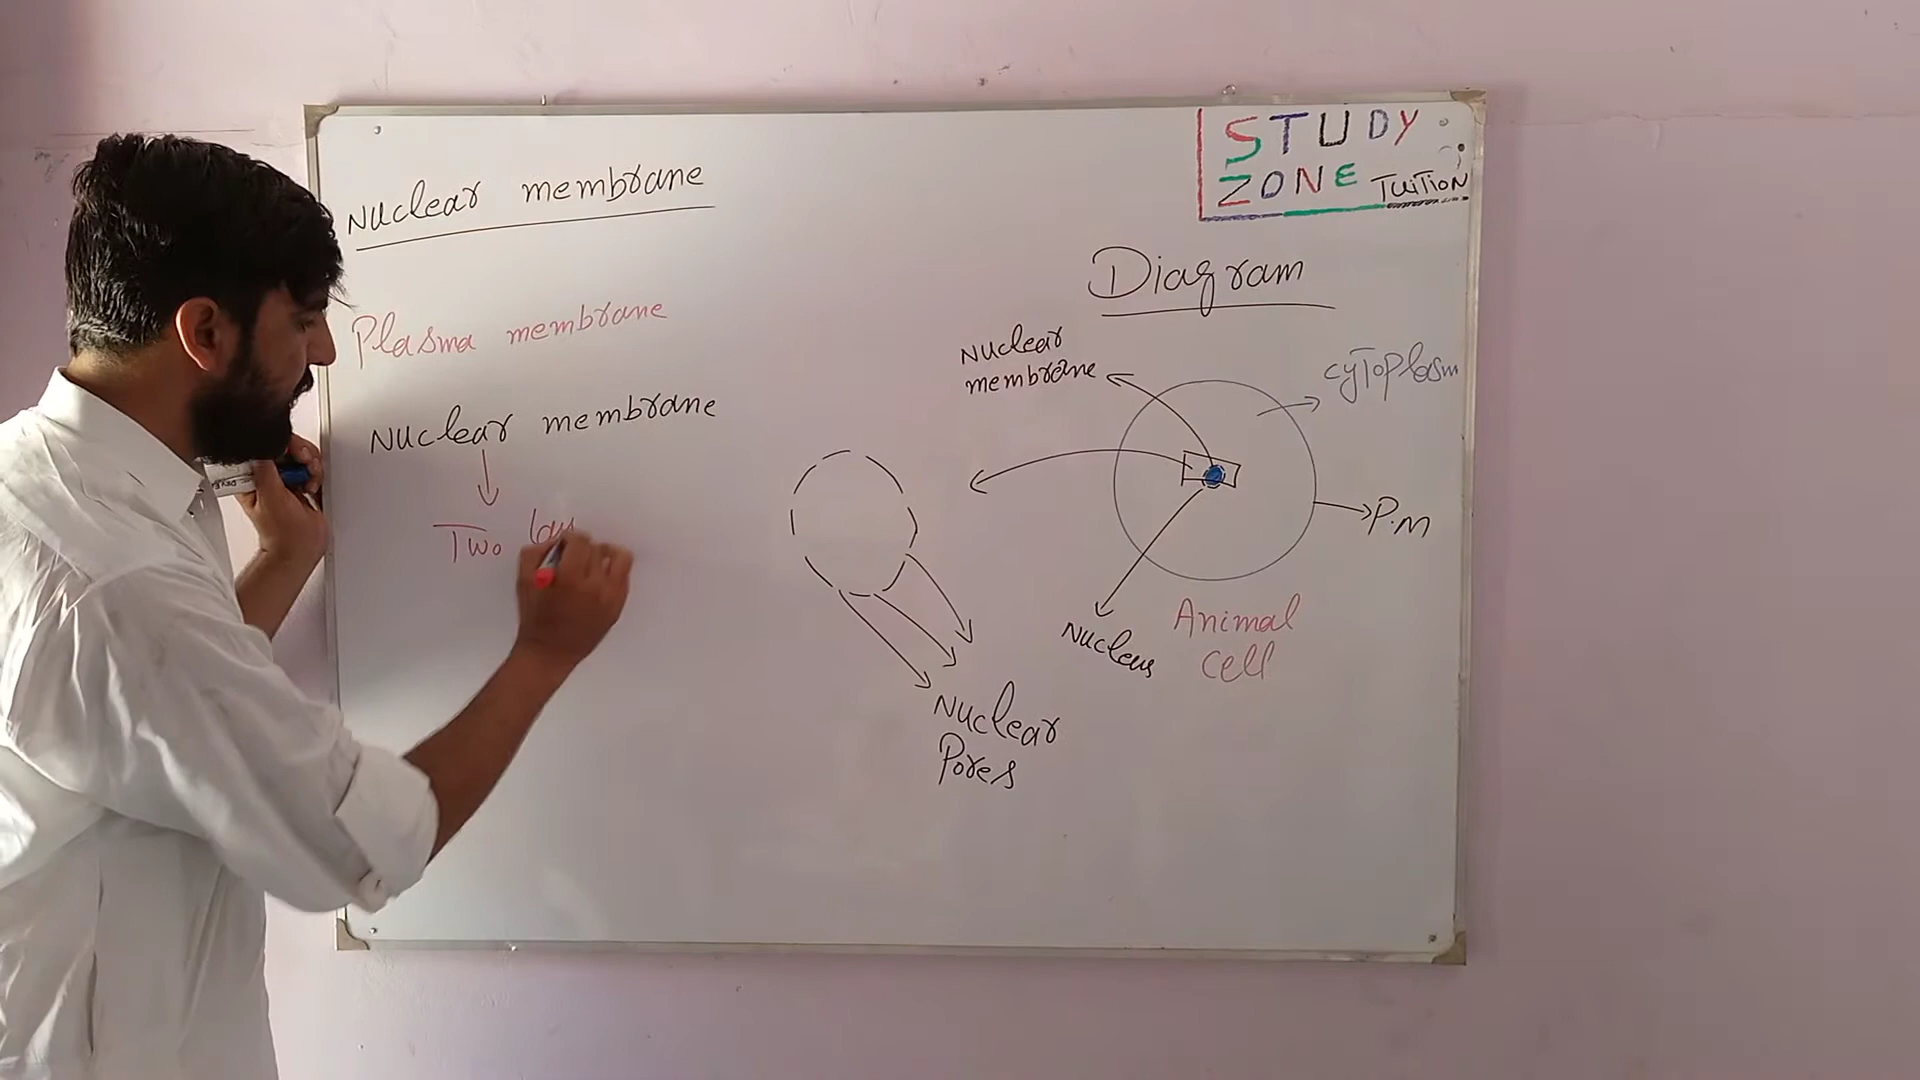 Nuclear membrane
Plasma membrane
Nuclear membrane
Two lay
STUDY
ZONE TUITION
Diagram
Nuclear
membrane
cytoplasm
P.M
Nucleus
Animal
cell
Nuclear
Pores